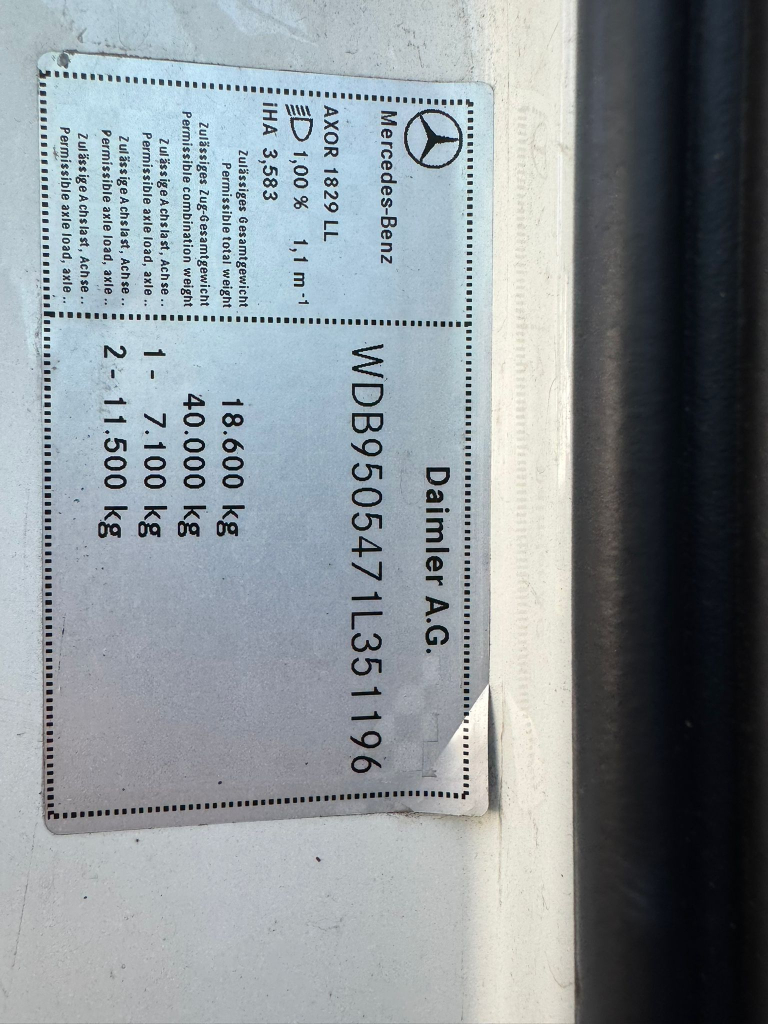 Mercedes-Benz
Daimler A.G.
AXOR 1829 LL
WDB9505471L351196
1,00 % 1,1 m⁻¹
iHA 3,583
Zulässiges Gesamtgewicht
Permissible total weight
18.600 kg
Zulässiges Zug-Gesamtgewicht
Permissible combination weight
40.000 kg
Zulässige Achslast, Achse ..
Permissible axle load, axle ..
1 - 7.100 kg
Zulässige Achslast, Achse ..
Permissible axle load, axle ..
2 - 11.500 kg
Zulässige Achslast, Achse ..
Permissible axle load, axle ..